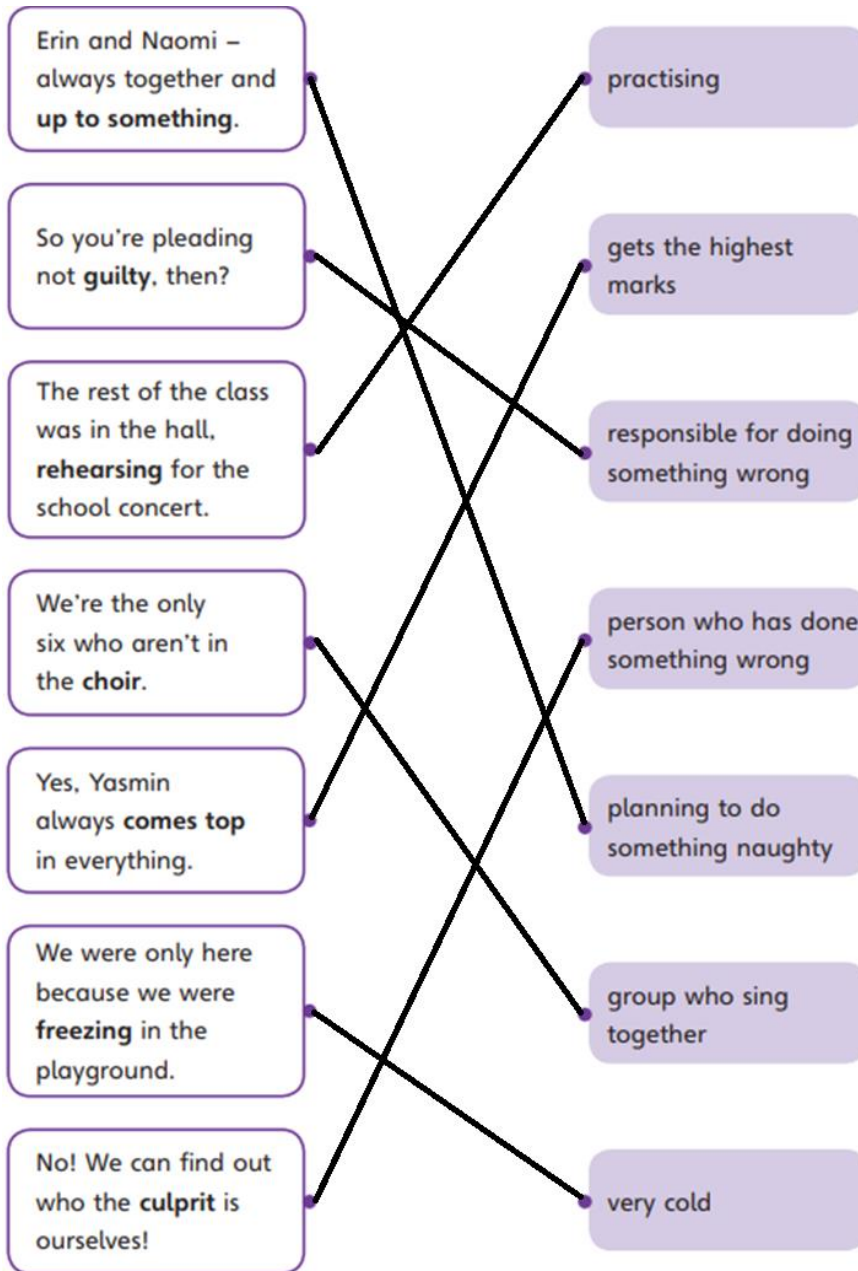 Erin and Naomi –
always together and
up to something.
So you're pleading
not guilty, then?
The rest of the class
was in the hall,
rehearsing for the
school concert.
We're the only
six who aren't in
the choir.
Yes, Yasmin
always comes top
in everything.
We were only here
because we were
freezing in the
playground.
No! We can find out
who the culprit is
ourselves!
practising
gets the highest
marks
responsible for doing
something wrong
person who has done
something wrong
planning to do
something naughty
group who sing
together
very cold